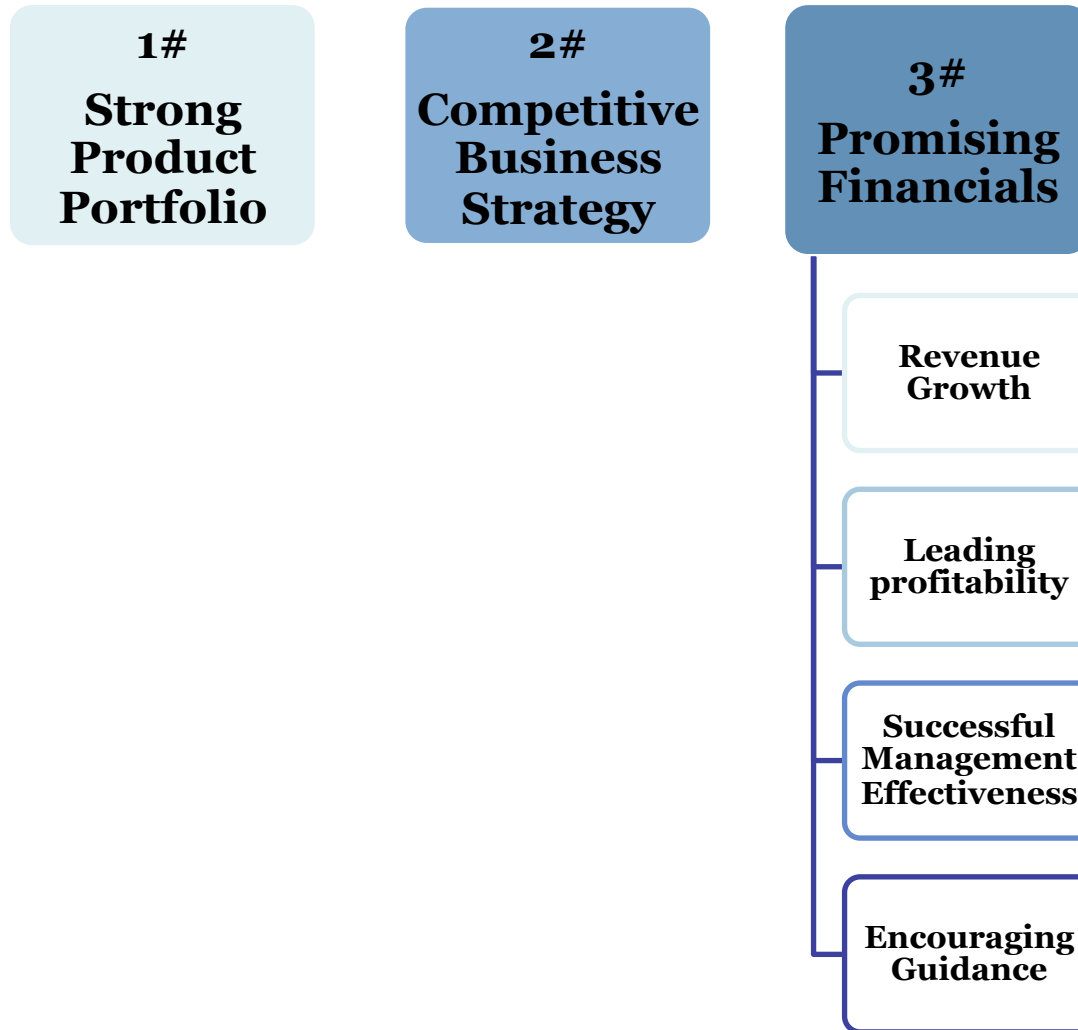 1#
Strong
Product
Portfolio
2#
Competitive
Business
Strategy
3#
Promising
Financials
Revenue
Growth
Leading
profitability
Successful
Management
Effectiveness
Encouraging
Guidance